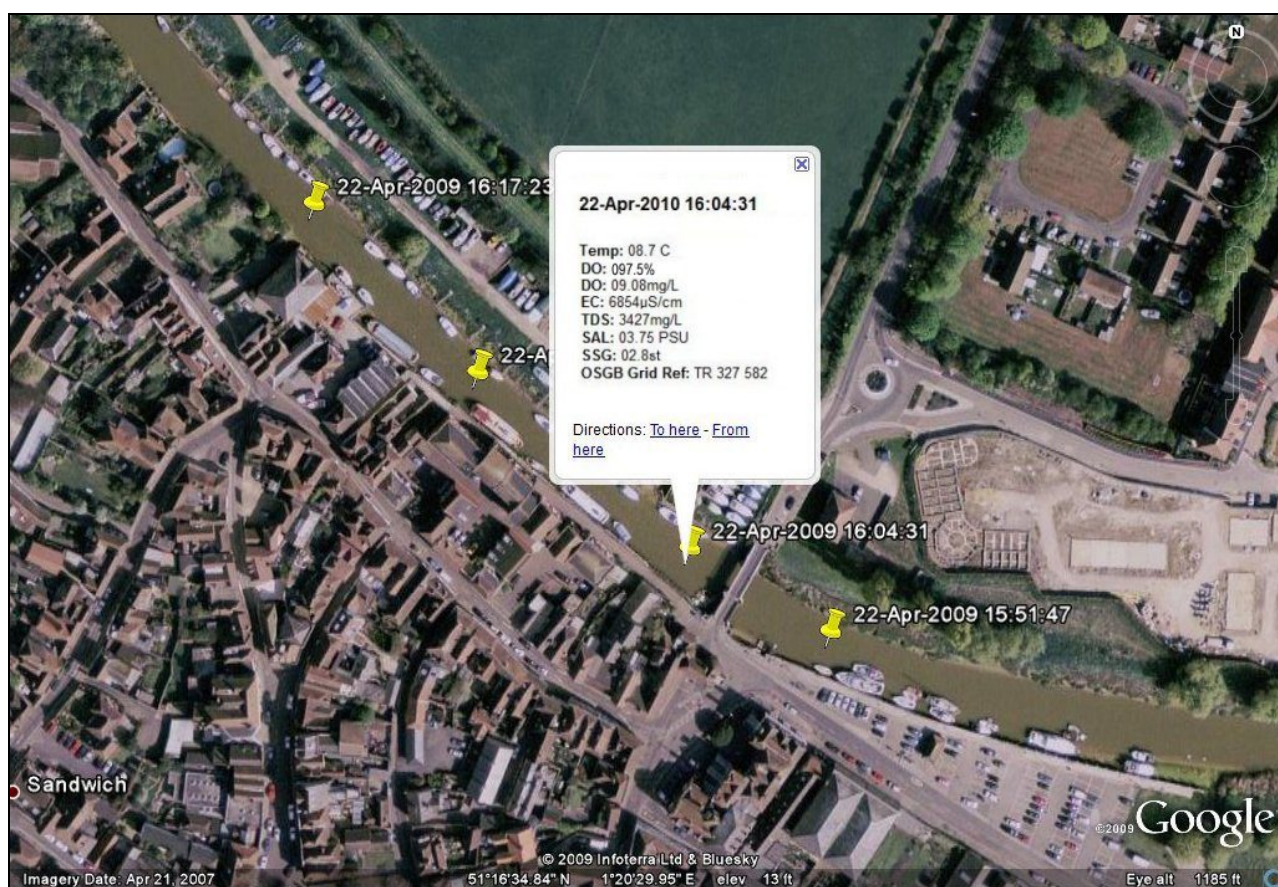 N
22-Apr-2009 16:17:23
22-Apr-2010 16:04:31
Temp: 08.7 C
DO: 097.5%
DO: 09.08mg/L
EC: 6854µS/cm
TDS: 3427mg/L
SAL: 03.75 PSU
SSG: 02.8st
OSGB Grid Ref: TR 327 582
22-A
Directions: To here - From
here
22-Apr-2009 16:04:31
22-Apr-2009 15:51:47
Sandwich
©2009 Google
© 2009 Infoterra Ltd & Bluesky
Imagery Date: Apr 21, 2007 51°16'34.84" N 1°20'29.95" E elev 13 ft Eye alt 1185 ft